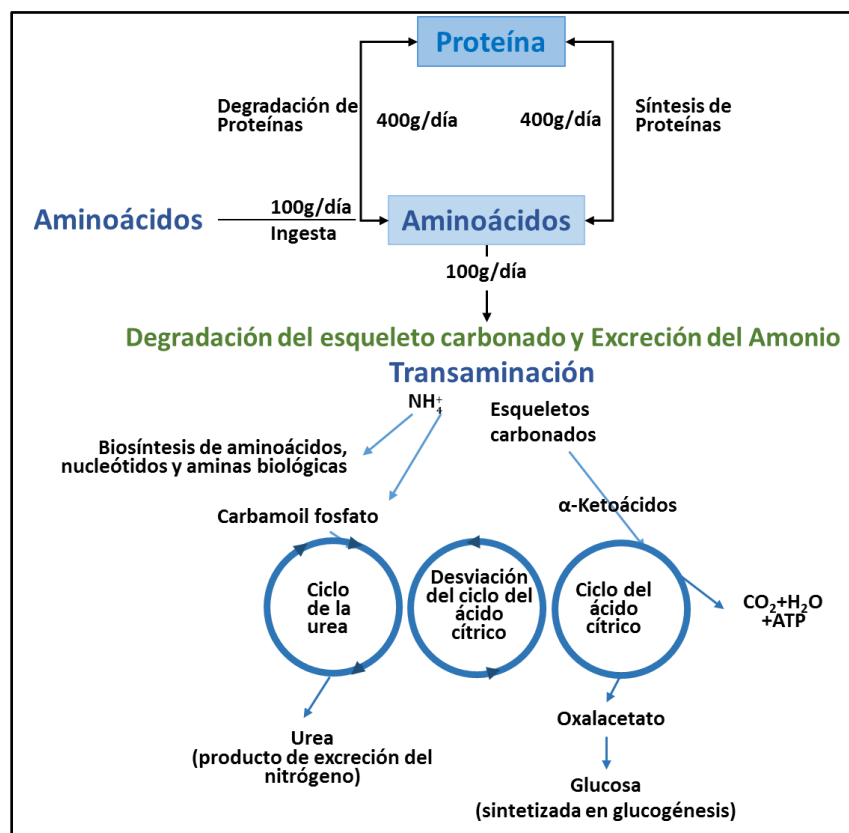 Proteína
Degradación de
Proteínas
400g/día
400g/día
Síntesis de
Proteínas
Aminoácidos
100g/día
Ingesta
Aminoácidos
100g/día
Degradación del esqueleto carbonado y Excreción del Amonio
Transaminación
NH₄⁺
Esqueletos
carbonados
Biosíntesis de aminoácidos,
nucleótidos y aminas biológicas
Carbamoil fosfato
α-Ketoácidos
Ciclo
de la
urea
Desviación
del ciclo del
ácido
cítrico
Ciclo del
ácido
cítrico
CO₂+H₂O
+ATP
Urea
(producto de excreción del
nitrógeno)
Oxalacetato
Glucosa
(sintetizada en glucogénesis)